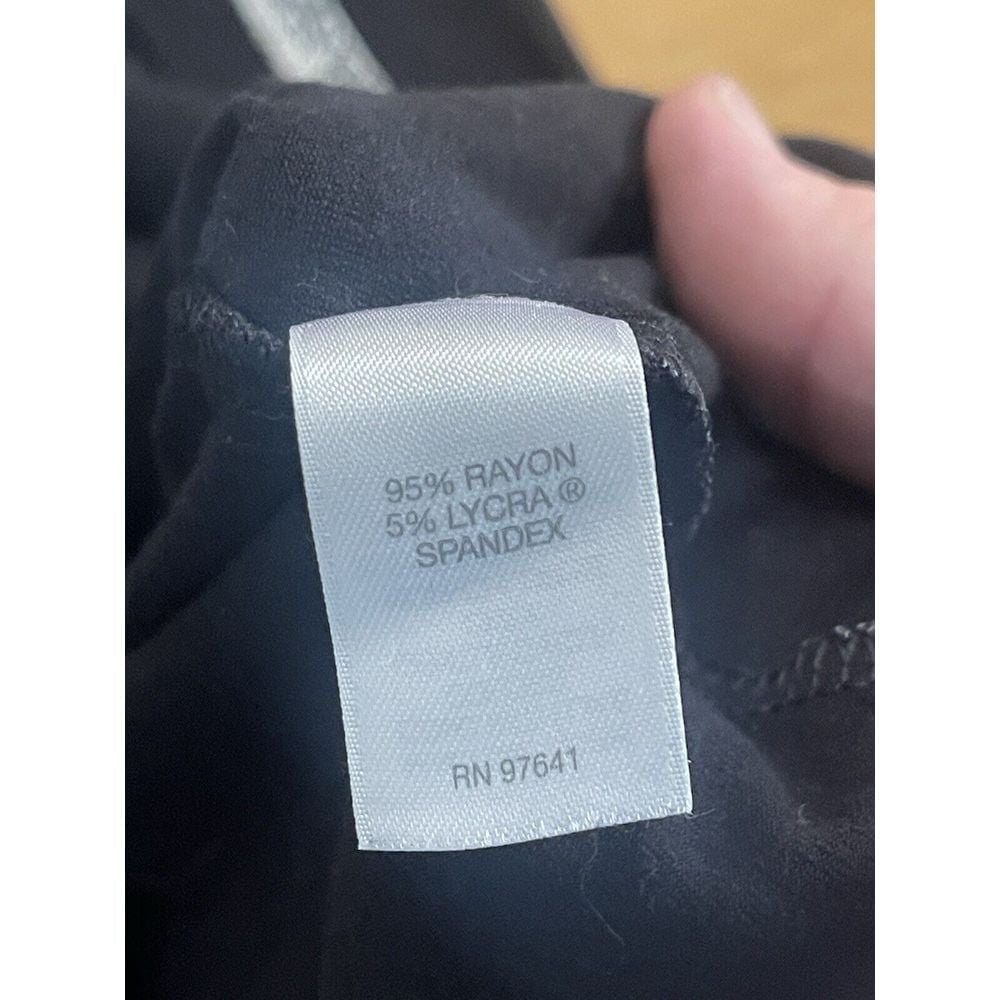 95% RAYON
5% LYCRA ®
SPANDEX
RN 97641